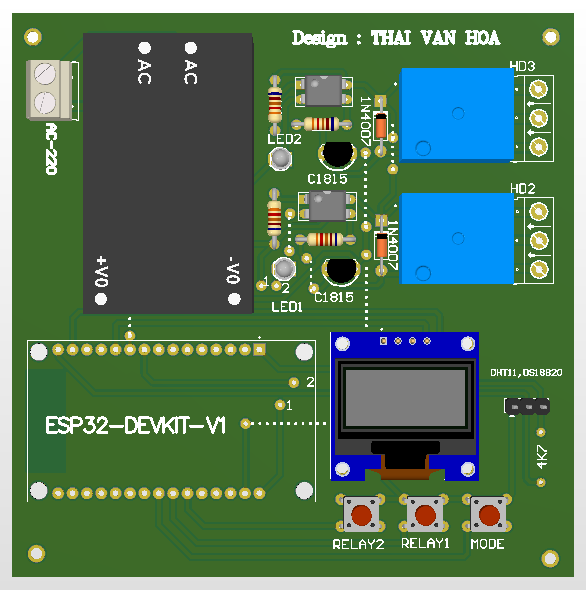 Design : THAI VAN HOA
HD3
AC
AC
1N4007
AC-220
LED2
C1815
HD2
1N4007
+V0
-V0
1
2
LED1
C1815
DHT11,DS18B20
2
1
ESP32-DEVKIT-V1
4K7
RELAY2
RELAY1
MODE